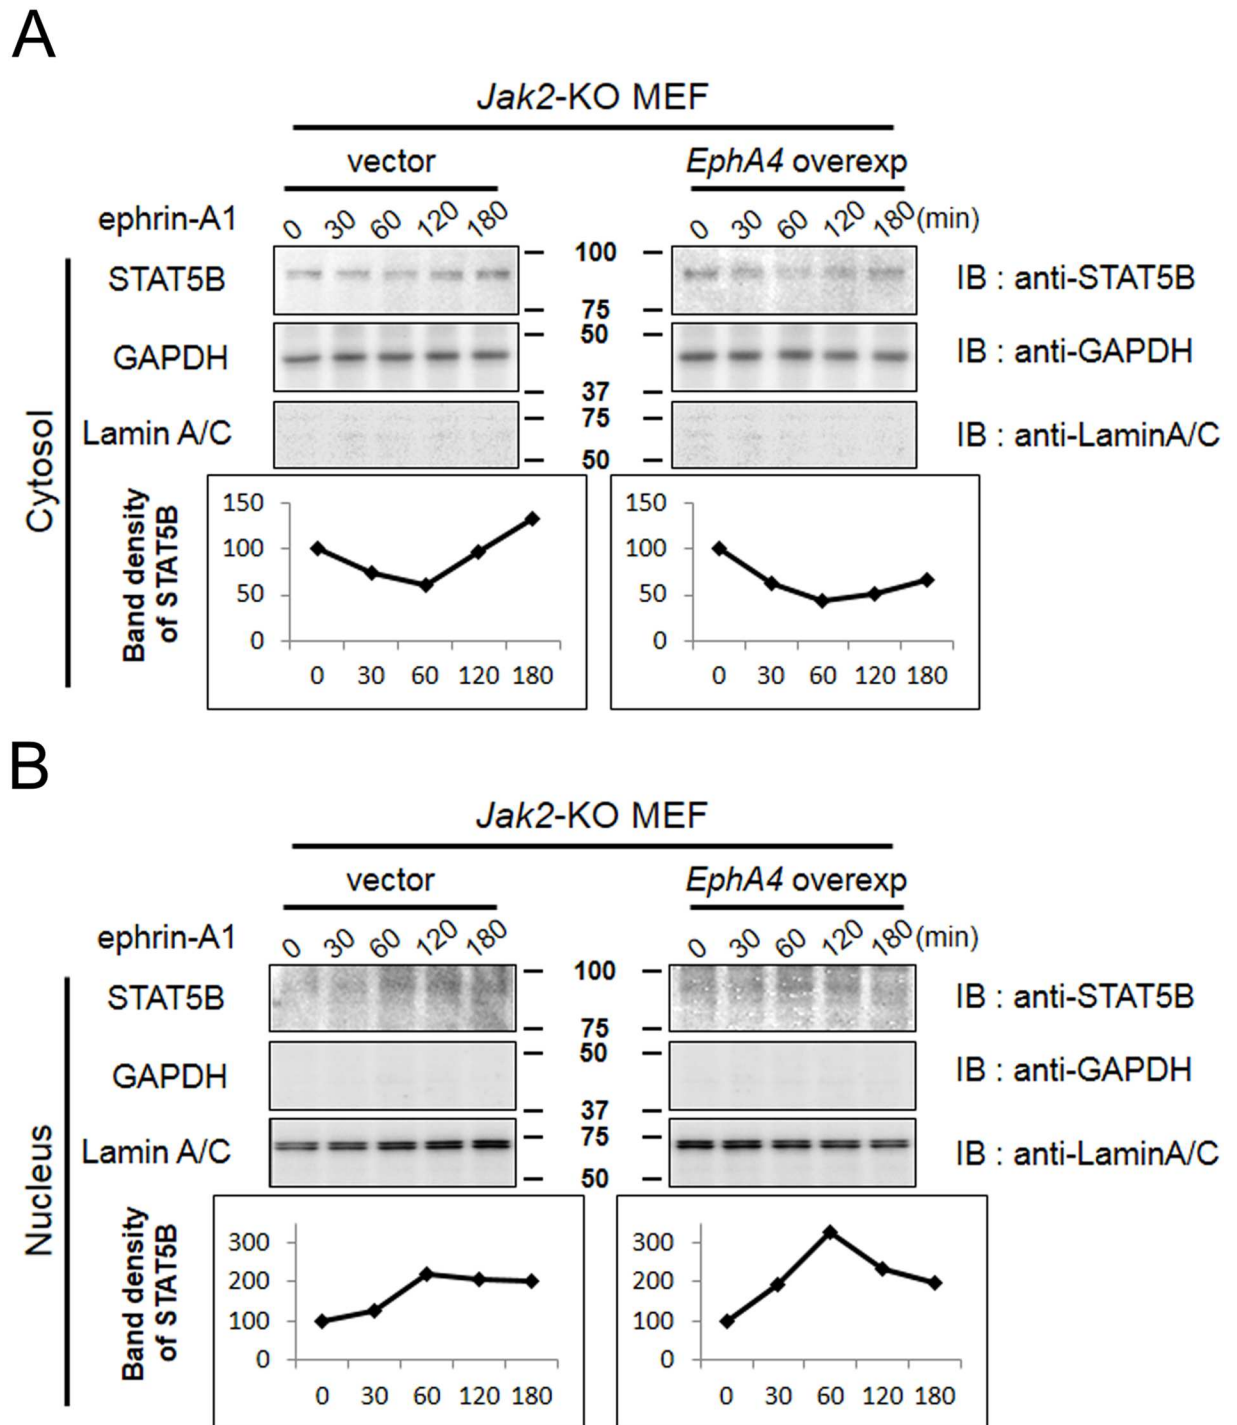 A
Jak2-KO MEF
vector EphA4 overexp
ephrin-A1 0 30 60 120 180 0 30 60 120 180 (min)
STAT5B 100 75 IB : anti-STAT5B
GAPDH 50 37 IB : anti-GAPDH
Lamin A/C 75 50 IB : anti-LaminA/C
Cytosol
Band density
of STAT5B
150 150
100 100
50 50
0 0
0 30 60 120 180 0 30 60 120 180
B
Jak2-KO MEF
vector EphA4 overexp
ephrin-A1 0 30 60 120 180 0 30 60 120 180 (min)
STAT5B 100 75 IB : anti-STAT5B
GAPDH 50 37 IB : anti-GAPDH
Lamin A/C 75 50 IB : anti-LaminA/C
Nucleus
Band density
of STAT5B
300 300
200 200
100 100
0 0
0 30 60 120 180 0 30 60 120 180